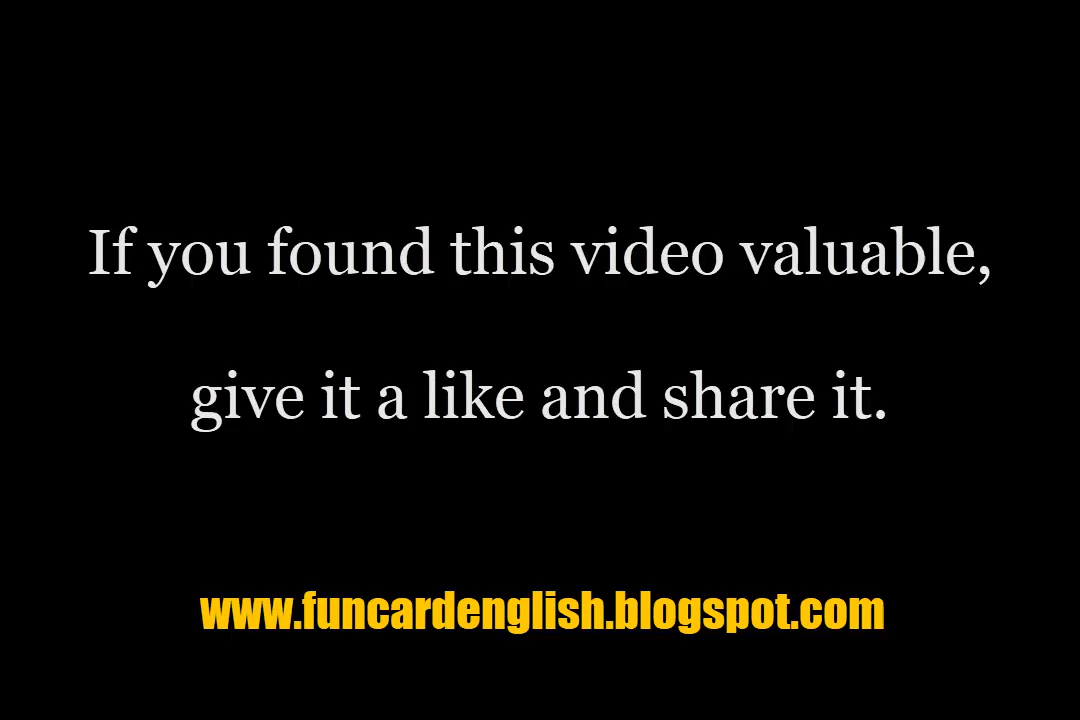 If you found this video valuable,
give it a like and share it.
www.funcardenglish.blogspot.com